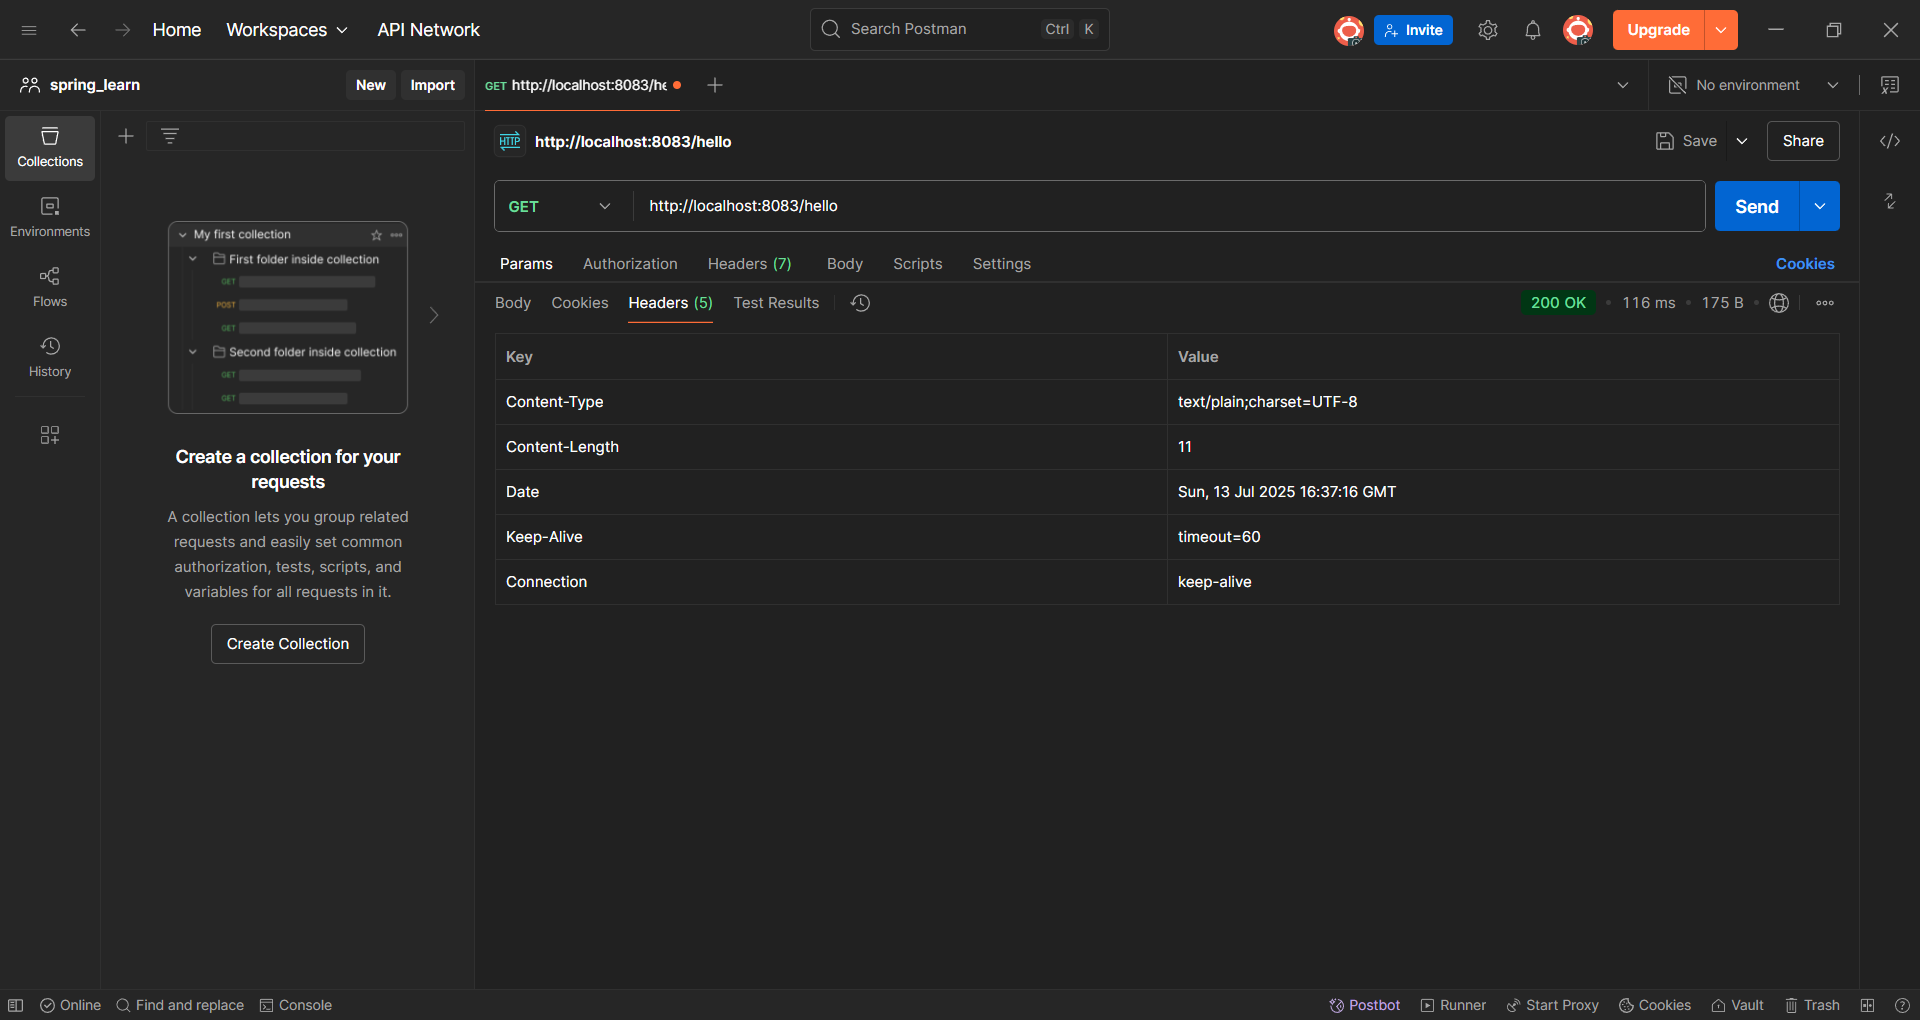 Home Workspaces API Network Search Postman Ctrl K Invite Upgrade
spring_learn New Import GET http://localhost:8083/he No environment
HTTP http://localhost:8083/hello Save Share
Collections
Environments
Flows
History
My first collection
First folder inside collection
GET
POST
GET
Second folder inside collection
GET
GET
Create a collection for your
requests
A collection lets you group related
requests and easily set common
authorization, tests, scripts, and
variables for all requests in it.
Create Collection
GET http://localhost:8083/hello Send
Params Authorization Headers (7) Body Scripts Settings Cookies
Body Cookies Headers (5) Test Results 200 OK • 116 ms • 175 B •
Key Value
Content-Type text/plain;charset=UTF-8
Content-Length 11
Date Sun, 13 Jul 2025 16:37:16 GMT
Keep-Alive timeout=60
Connection keep-alive
Online Find and replace Console Postbot Runner Start Proxy Cookies Vault Trash